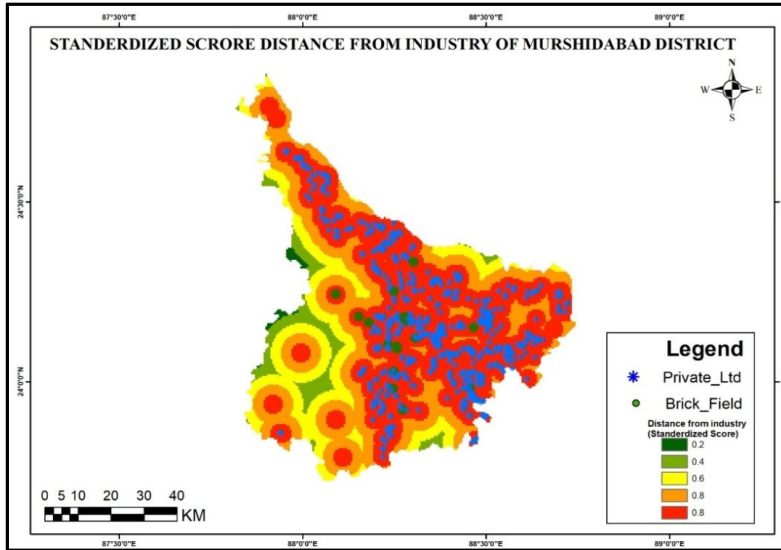 87°30'0"E 88°0'0"E 88°30'0"E 89°0'0"E
STANDERDIZED SCRORE DISTANCE FROM INDUSTRY OF MURSHIDABAD DISTRICT
N
W E
S
24°30'0"N
24°0'0"N
Legend
Private_Ltd
Brick_Field
Distance from industry
(Standerdized Score)
0.2
0.4
0.6
0.8
0.8
0 5 10 20 30 40
KM
87°30'0"E 88°0'0"E 88°30'0"E 89°0'0"E